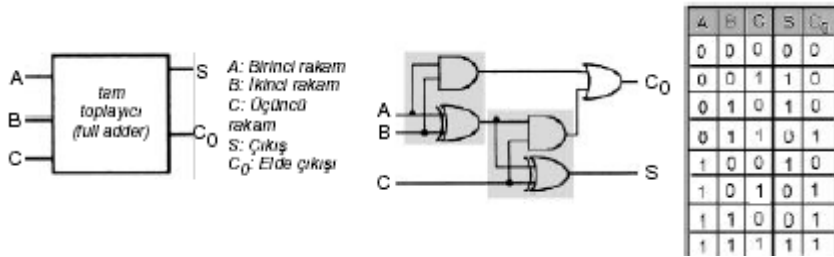 A
B
C
tam
toplayıcı
(full adder)
S
C0
A: Birinci rakam
B: İkinci rakam
C: Üçüncü
rakam
S: Çıkış
C0: Elde çıkışı
A
B
C
C0
S
A B C S C0
0 0 0 0 0
0 0 1 1 0
0 1 0 1 0
0 1 1 0 1
1 0 0 1 0
1 0 1 0 1
1 1 0 0 1
1 1 1 1 1